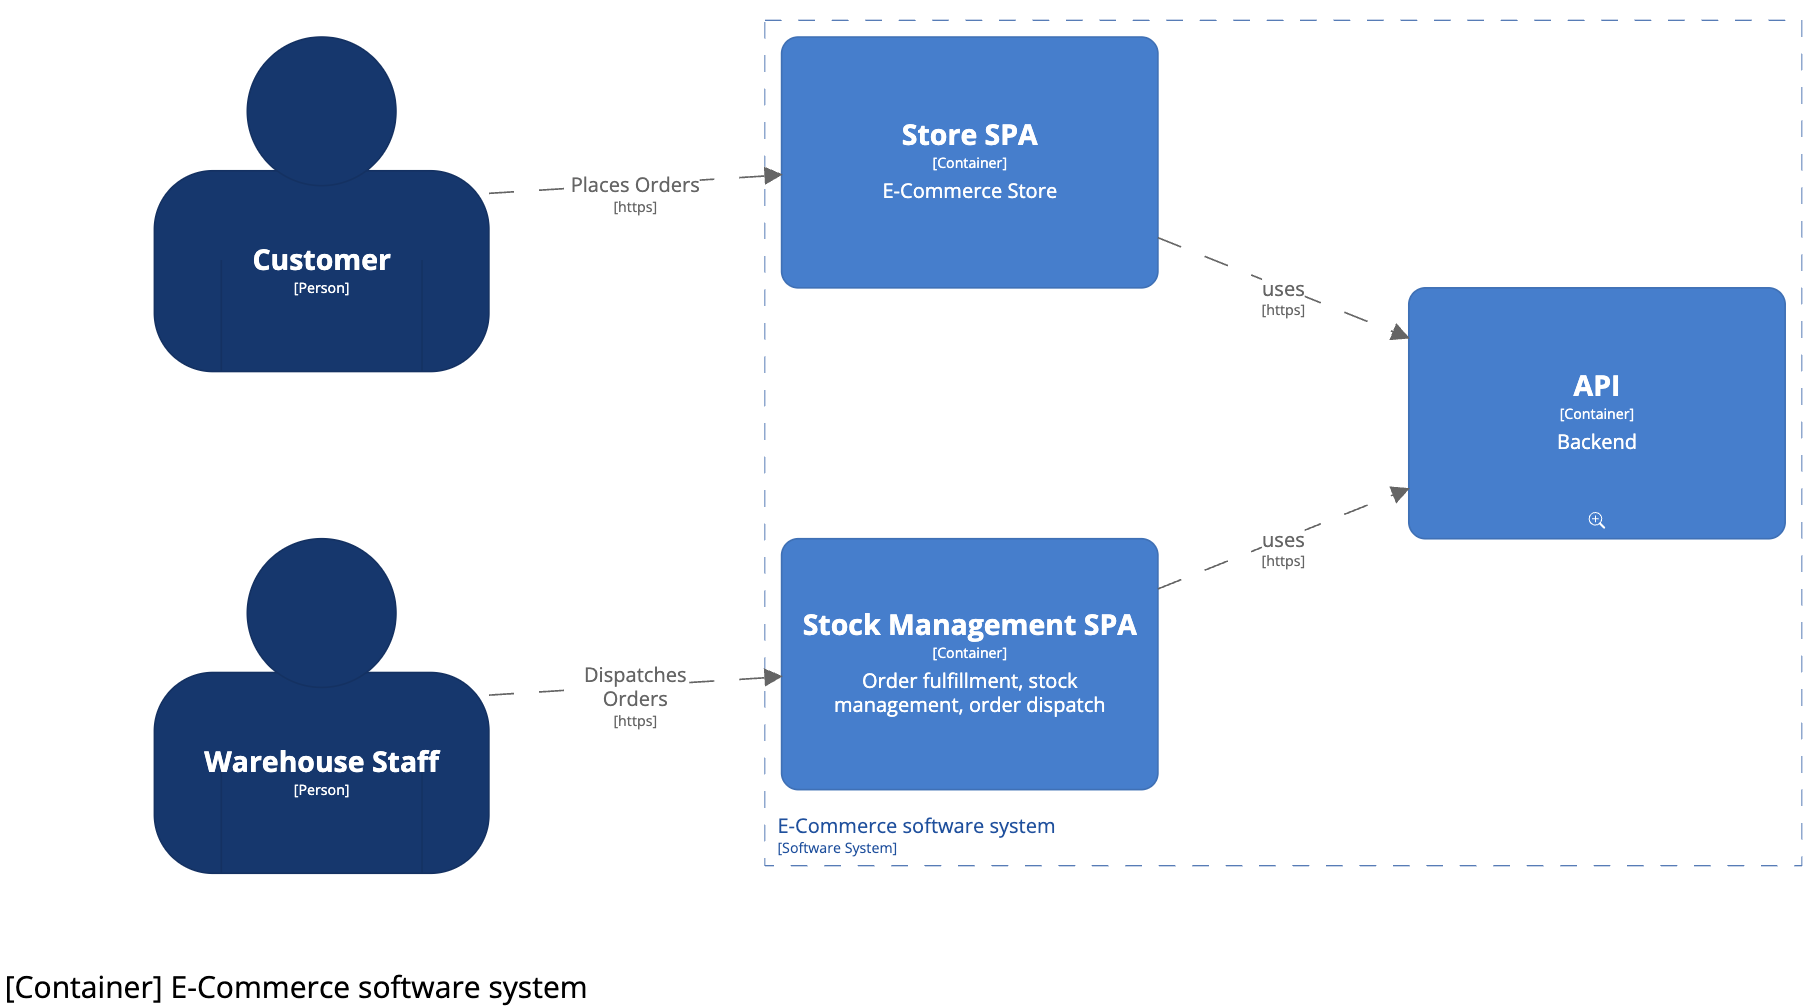 Customer
[Person]
Places Orders
[https]
Store SPA
[Container]
E-Commerce Store
uses
[https]
API
[Container]
Backend
Warehouse Staff
[Person]
Dispatches
Orders
[https]
Stock Management SPA
[Container]
Order fulfillment, stock
management, order dispatch
uses
[https]
E-Commerce software system
[Software System]
[Container] E-Commerce software system